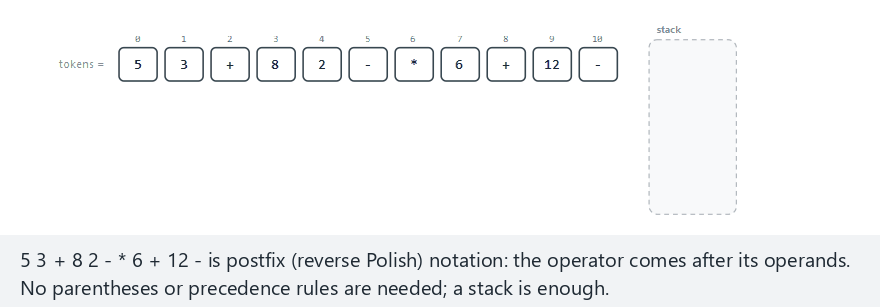 stack
0 1 2 3 4 5 6 7 8 9 10
tokens = 5 3 + 8 2 - * 6 + 12 -
5 3 + 8 2 - * 6 + 12 - is postfix (reverse Polish) notation: the operator comes after its operands.
No parentheses or precedence rules are needed; a stack is enough.